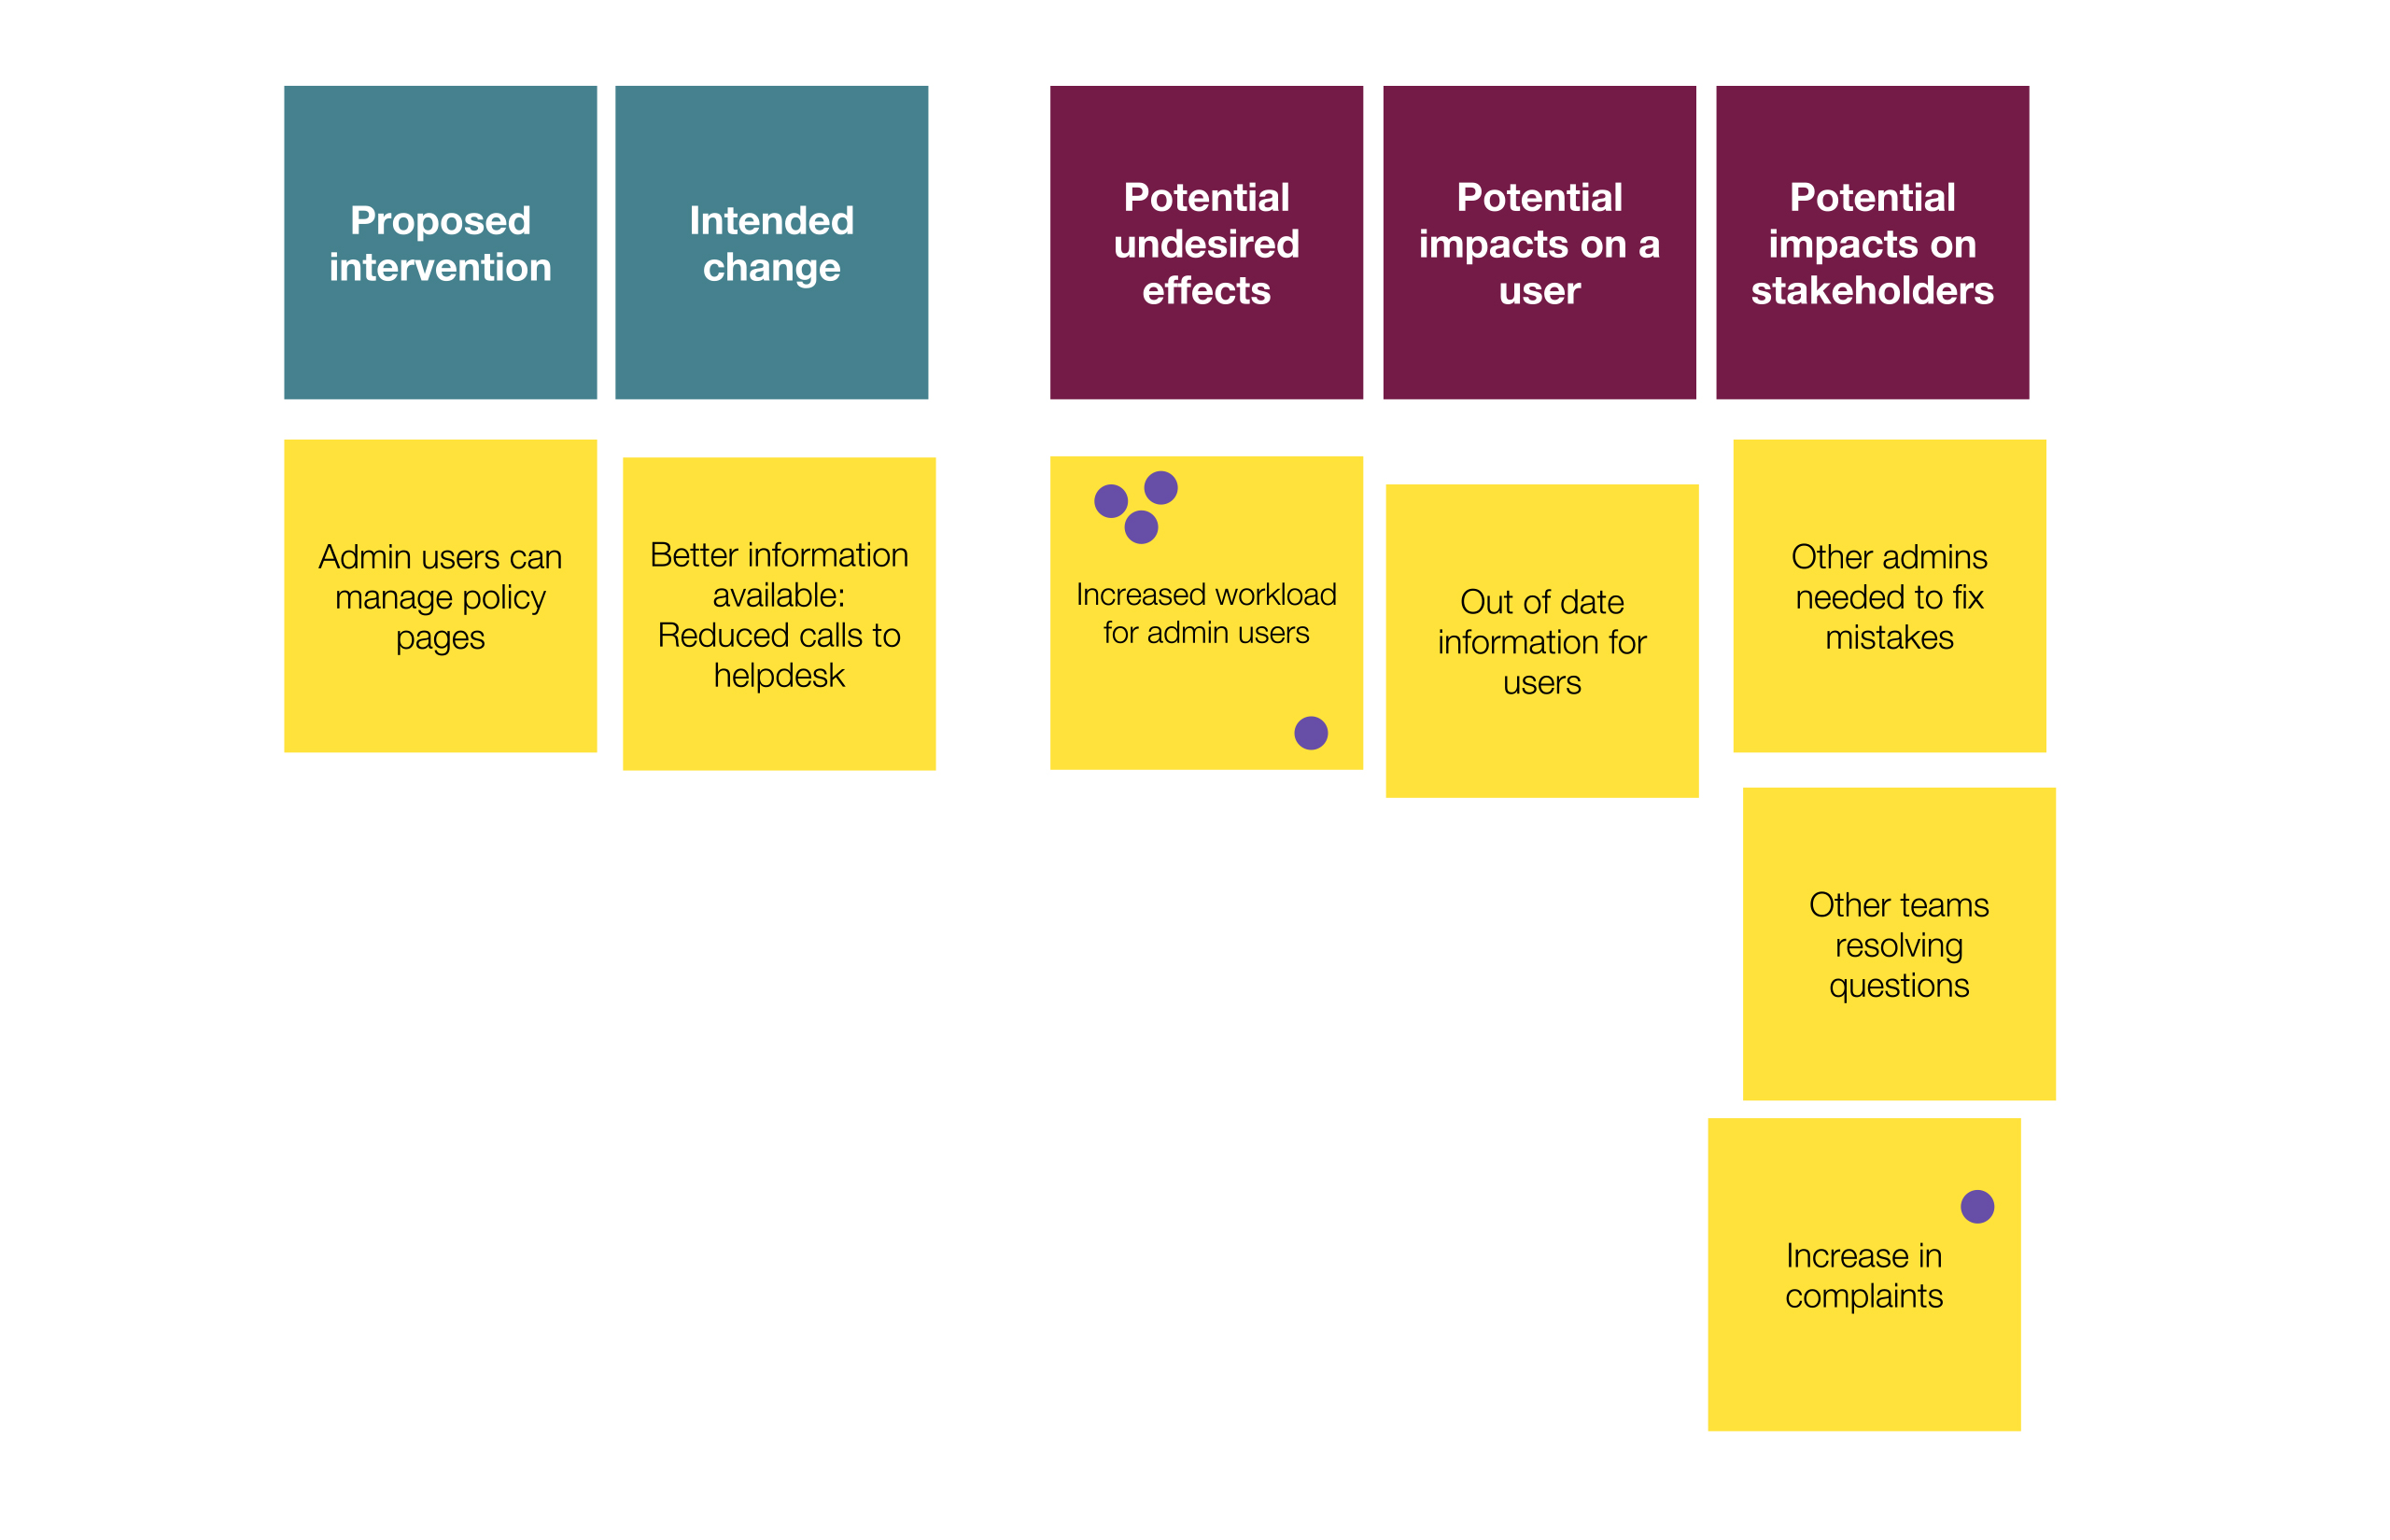 Proposed
intervention
Intended
change
Potential
undesired
effects
Potential
impacts on a
user
Potential
impacts on
stakeholders
Admin users can
manage policy
pages
Better information
available:
Reduced calls to
helpdesk
Increased workload
for admin users
Out of date
information for
users
Other admins
needed to fix
mistakes
Other teams
resolving
questions
Increase in
complaints